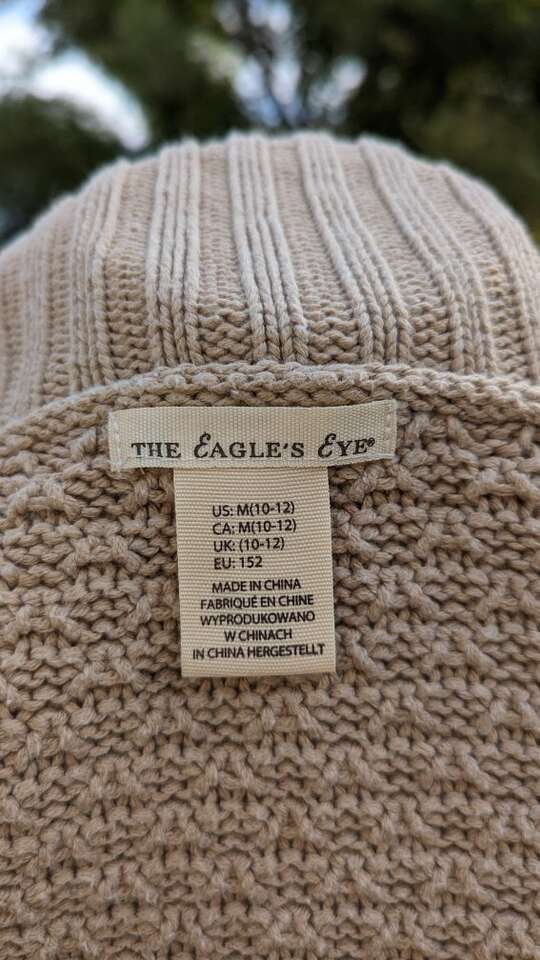 THE EAGLE'S EYE®
US: M(10-12)
CA: M(10-12)
UK: (10-12)
EU: 152
MADE IN CHINA
FABRIQUÉ EN CHINE
WYPRODUKOWANO
W CHINACH
IN CHINA HERGESTELLT